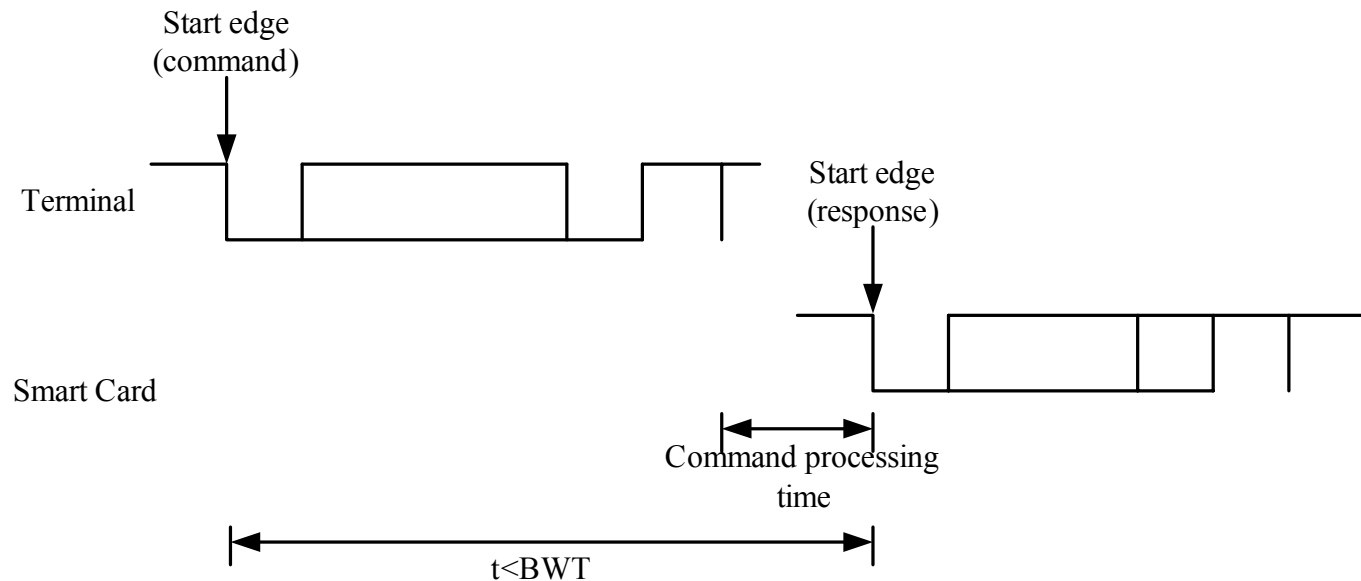 Start edge
(command)
Terminal
Start edge
(response)
Smart Card
Command processing
time
t<BWT